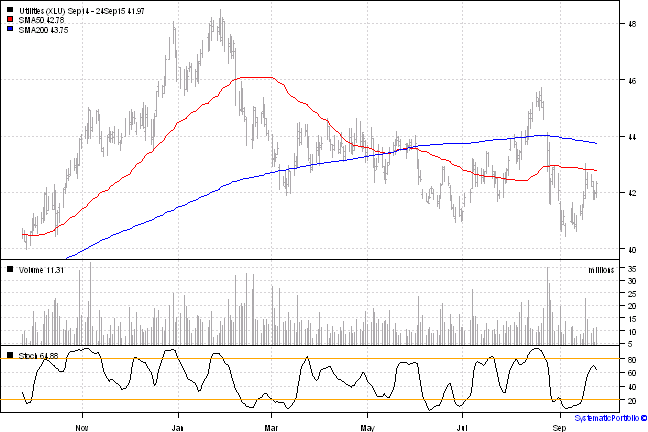 Utilities (XLU) Sep14 - 24Sep15 41.97
SMA50 42.78
SMA200 43.75
48
46
44
42
40
Volume 11.31
millions
35
30
25
20
15
10
5
Stoch 64.88
80
60
40
20
Nov Jan Mar May Jul Sep
SystematicPortfolio ©